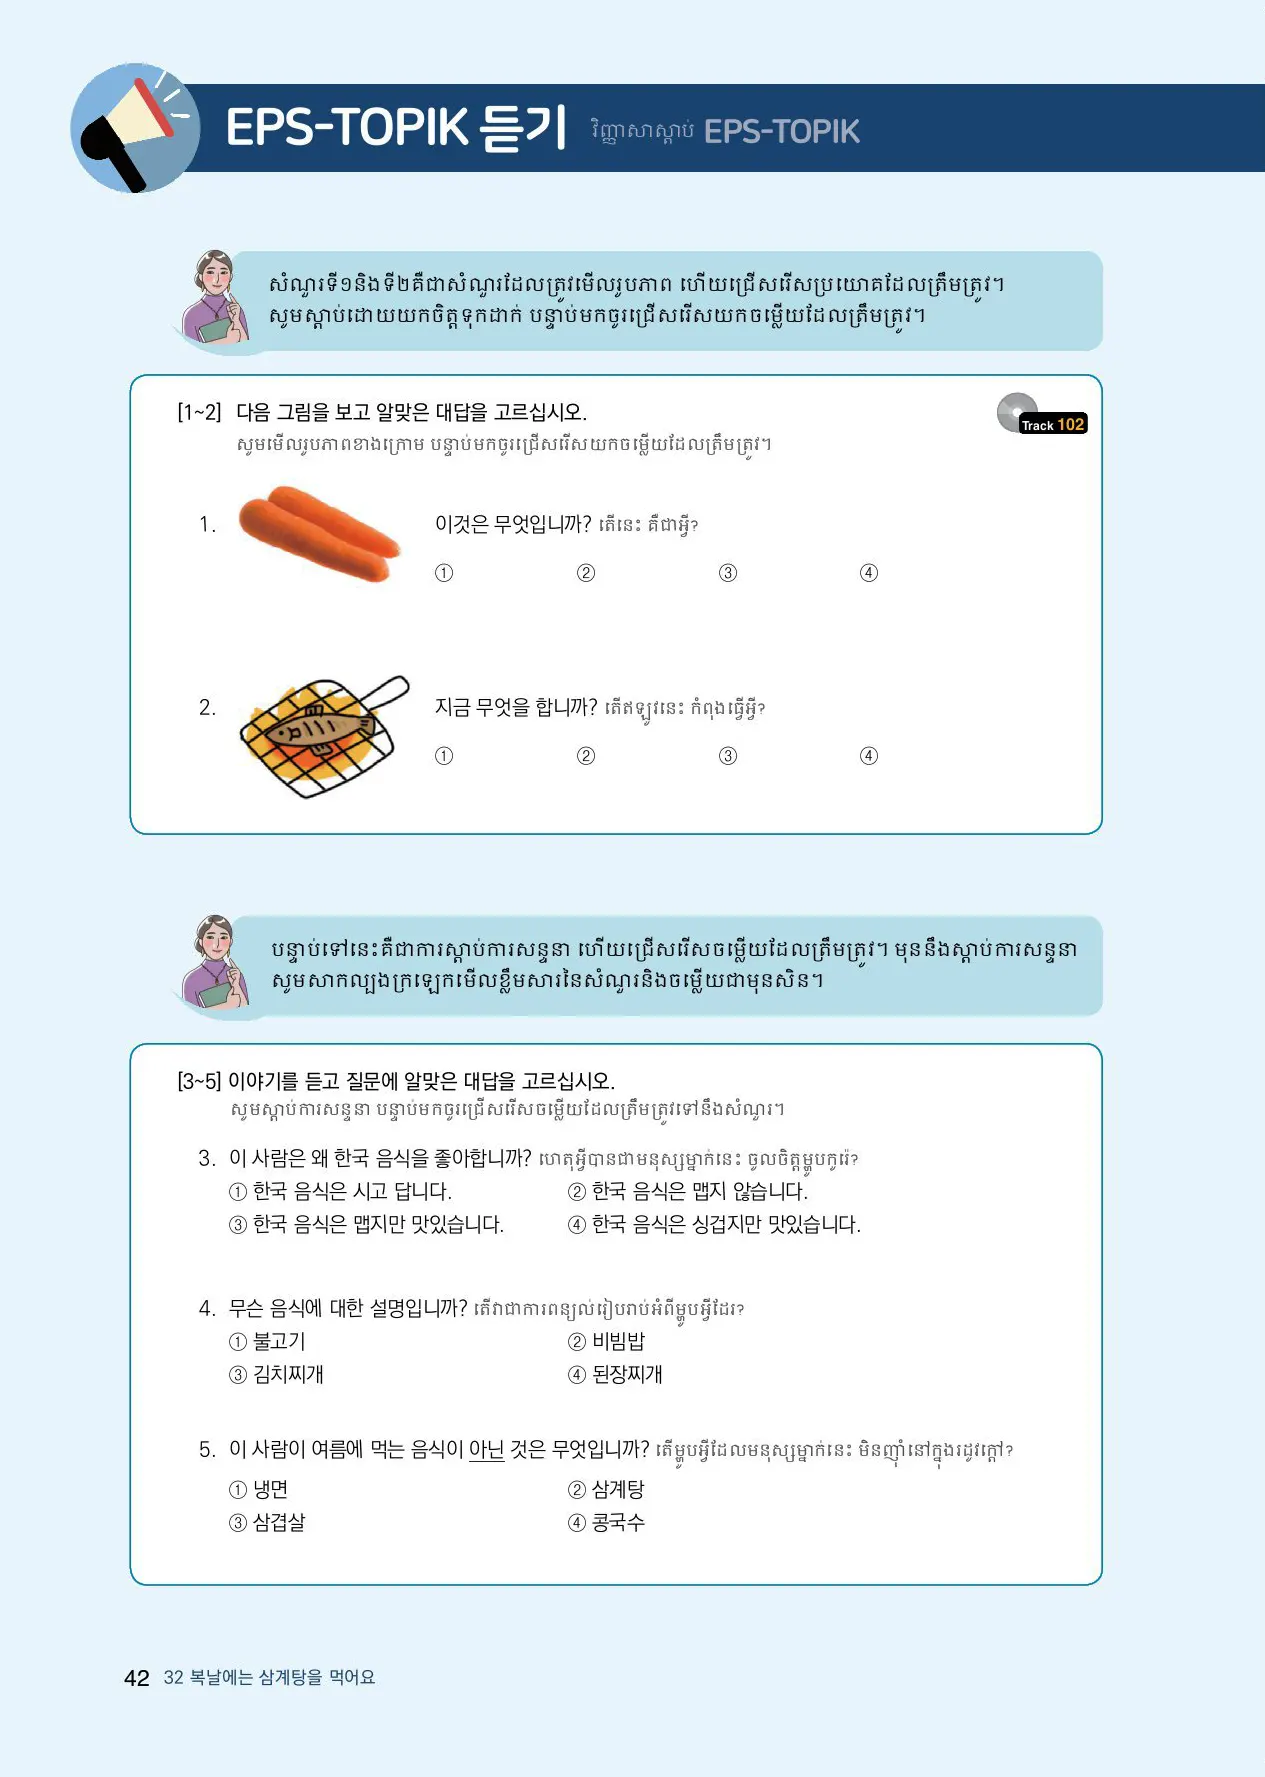 EPS-TOPIK 듣기 វិញ្ញាសាស្តាប់ EPS-TOPIK
សំណួរទី១និងទី២គឺជាសំណួរដែលត្រូវមើលរូបភាព ហើយជ្រើសរើសប្រយោគដែលត្រឹមត្រូវ។
សូមស្តាប់ដោយយកចិត្តទុកដាក់ បន្ទាប់មកចូរជ្រើសរើសយកចម្លើយដែលត្រឹមត្រូវ។
[1~2] 다음 그림을 보고 알맞은 대답을 고르십시오.
Track 102
សូមមើលរូបភាពខាងក្រោម បន្ទាប់មកចូរជ្រើសរើសយកចម្លើយដែលត្រឹមត្រូវ។
1. 이것은 무엇입니까? តើនេះ គឺជាអ្វី?
① ② ③ ④
2. 지금 무엇을 합니까? តើឥឡូវនេះ កំពុងធ្វើអ្វី?
① ② ③ ④
បន្ទាប់ទៅនេះគឺជាការស្តាប់ការសន្ទនា ហើយជ្រើសរើសចម្លើយដែលត្រឹមត្រូវ។ មុននឹងស្តាប់ការសន្ទនា
សូមសាកល្បងក្រឡេកមើលខ្លឹមសារនៃសំណួរនិងចម្លើយជាមុនសិន។
[3~5] 이야기를 듣고 질문에 알맞은 대답을 고르십시오.
សូមស្តាប់ការសន្ទនា បន្ទាប់មកចូរជ្រើសរើសចម្លើយដែលត្រឹមត្រូវទៅនឹងសំណួរ។
3. 이 사람은 왜 한국 음식을 좋아합니까? ហេតុអ្វីបានជាមនុស្សម្នាក់នេះ ចូលចិត្តម្ហូបកូរ៉េ?
① 한국 음식은 시고 답니다. ② 한국 음식은 맵지 않습니다.
③ 한국 음식은 맵지만 맛있습니다. ④ 한국 음식은 싱겁지만 맛있습니다.
4. 무슨 음식에 대한 설명입니까? តើវាជាការពន្យល់រៀបរាប់អំពីម្ហូបអ្វីដែរ?
① 불고기 ② 비빔밥
③ 김치찌개 ④ 된장찌개
5. 이 사람이 여름에 먹는 음식이 아닌 것은 무엇입니까? តើម្ហូបអ្វីដែលមនុស្សម្នាក់នេះ មិនញ៉ាំនៅក្នុងរដូវក្តៅ?
① 냉면 ② 삼계탕
③ 삼겹살 ④ 콩국수
42 32 복날에는 삼계탕을 먹어요